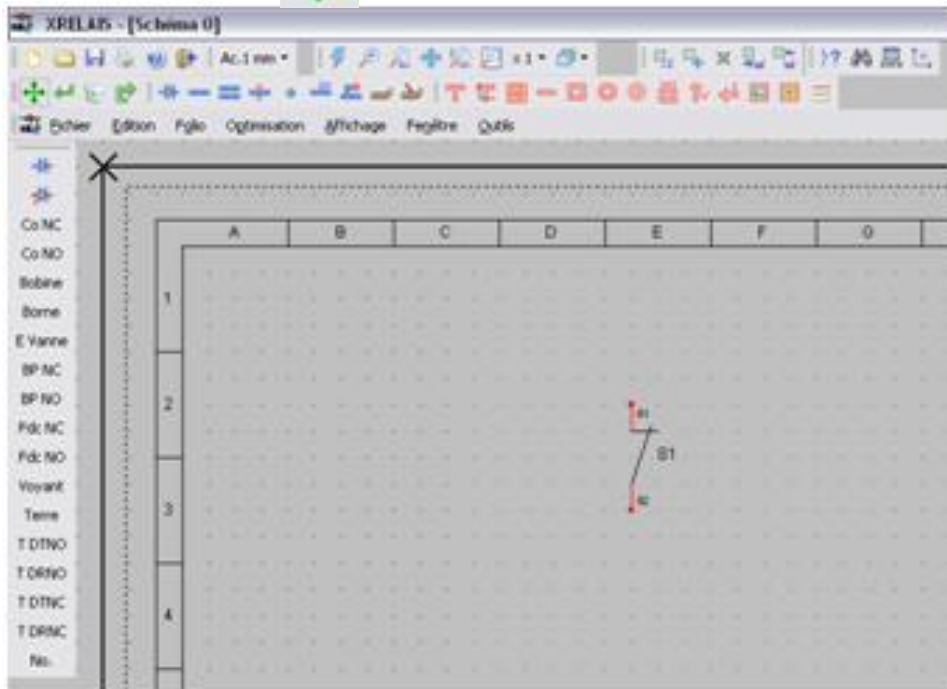 XRELAIS - [Schéma 0]
Ac.1 mm
Fichier Edition Folio Optimisation Affichage Fenêtre Outils
Co NC
Co NO
Bobine
Borne
E Vanne
BP NC
BP NO
Fdc NC
Fdc NO
Voyant
Terre
T DTNO
T DRNO
T DTNC
T DRNC
No.
A B C D E F G
1
2
3
4
S1